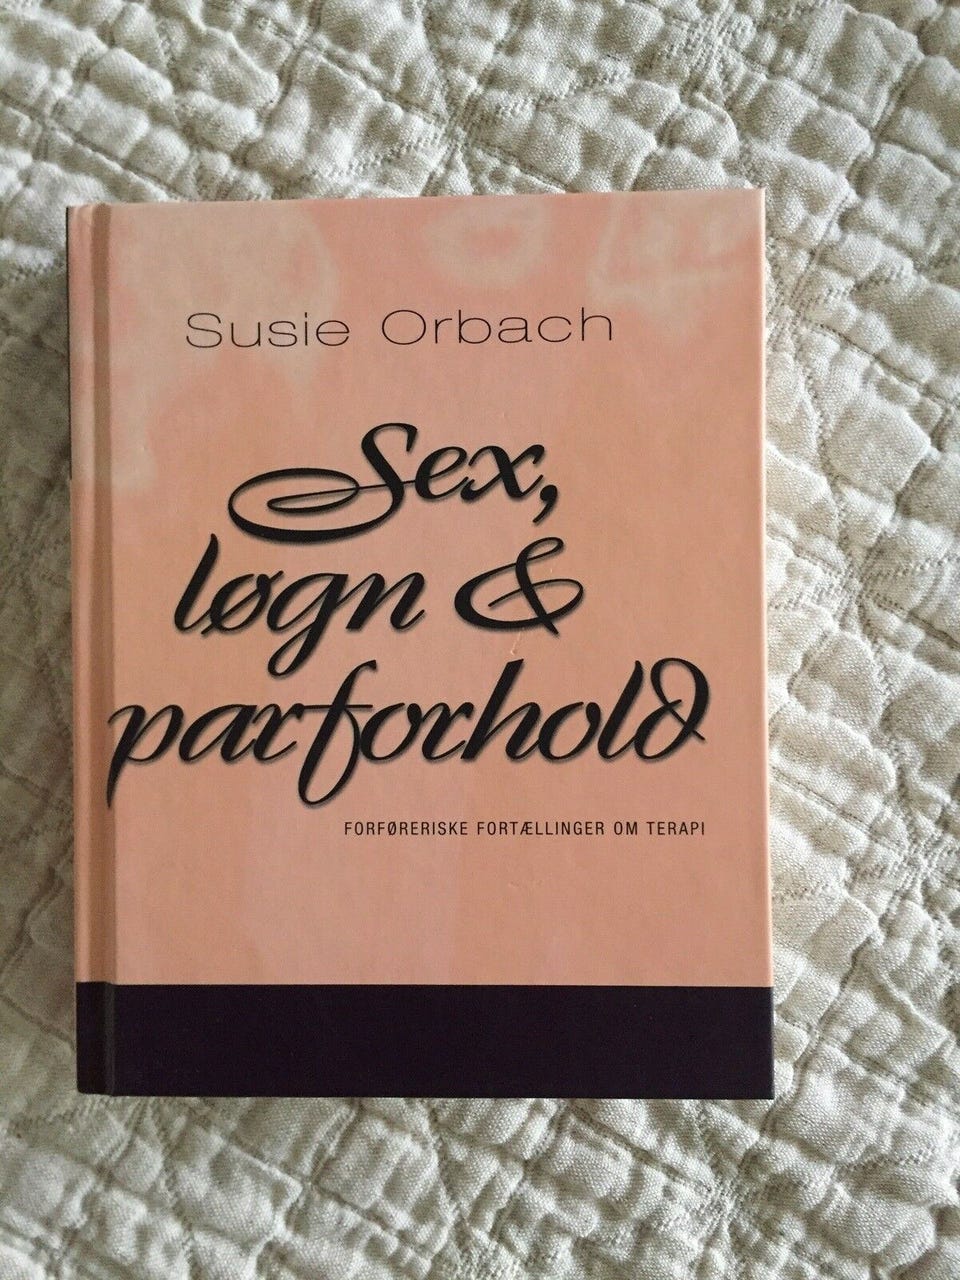 Susie Orbach
Sex,
løgn &
parforhold
FORFØRERISKE FORTÆLLINGER OM TERAPI